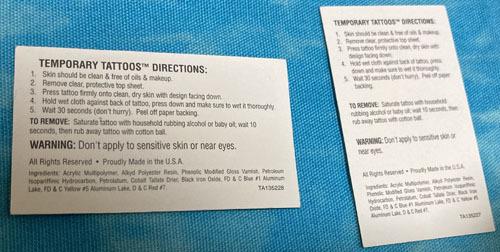 TEMPORARY TATTOOS™ DIRECTIONS:
1. Skin should be clean & free of oils & makeup.
2. Remove clear, protective top sheet.
3. Press tattoo firmly onto clean, dry skin with design facing down.
4. Hold wet cloth against back of tattoo, press down and make sure to wet it thoroughly.
5. Wait 30 seconds (don't hurry). Peel off paper backing.
TO REMOVE: Saturate tattoo with household rubbing alcohol or baby oil; wait 10
seconds, then rub away tattoo with cotton ball.
WARNING: Don't apply to sensitive skin or near eyes.
All Rights Reserved • Proudly Made in the U.S.A.
Ingredients: Acrylic Multipolymer, Alkyd Polyester Resin, Phenolic Modified Gloss Varnish, Petroleum
Isopariffinic Hydrocarbon, Petrolatum, Cobalt Tallate Drier, Black Iron Oxide, FD & C Blue #1 Aluminum
Lake, FD & C Yellow #5 Aluminum Lake, D & C Red #7.
TA135228
TEMPORARY TATTOOS™ DIRECTIONS:
1. Skin should be clean & free of oils & makeup.
2. Remove clear, protective top sheet.
3. Press tattoo firmly onto clean, dry skin with
design facing down.
4. Hold wet cloth against back of tattoo, press
down and make sure to wet it thoroughly.
5. Wait 30 seconds (don't hurry). Peel off paper
backing.
TO REMOVE: Saturate tattoo with household
rubbing alcohol or baby oil; wait 10 seconds, then
rub away tattoo with cotton ball.
WARNING: Don't apply to sensitive skin or
near eyes.
All Rights Reserved • Proudly Made in the U.S.A.
Ingredients: Acrylic Multipolymer, Alkyd Polyester Resin,
Phenolic Modified Gloss Varnish, Petroleum Isopariffinic
Hydrocarbon, Petrolatum, Cobalt Tallate Drier, Black Iron
Oxide, FD & C Blue #1 Aluminum Lake, FD & C Yellow #5
Aluminum Lake, D & C Red #7.
TA135227